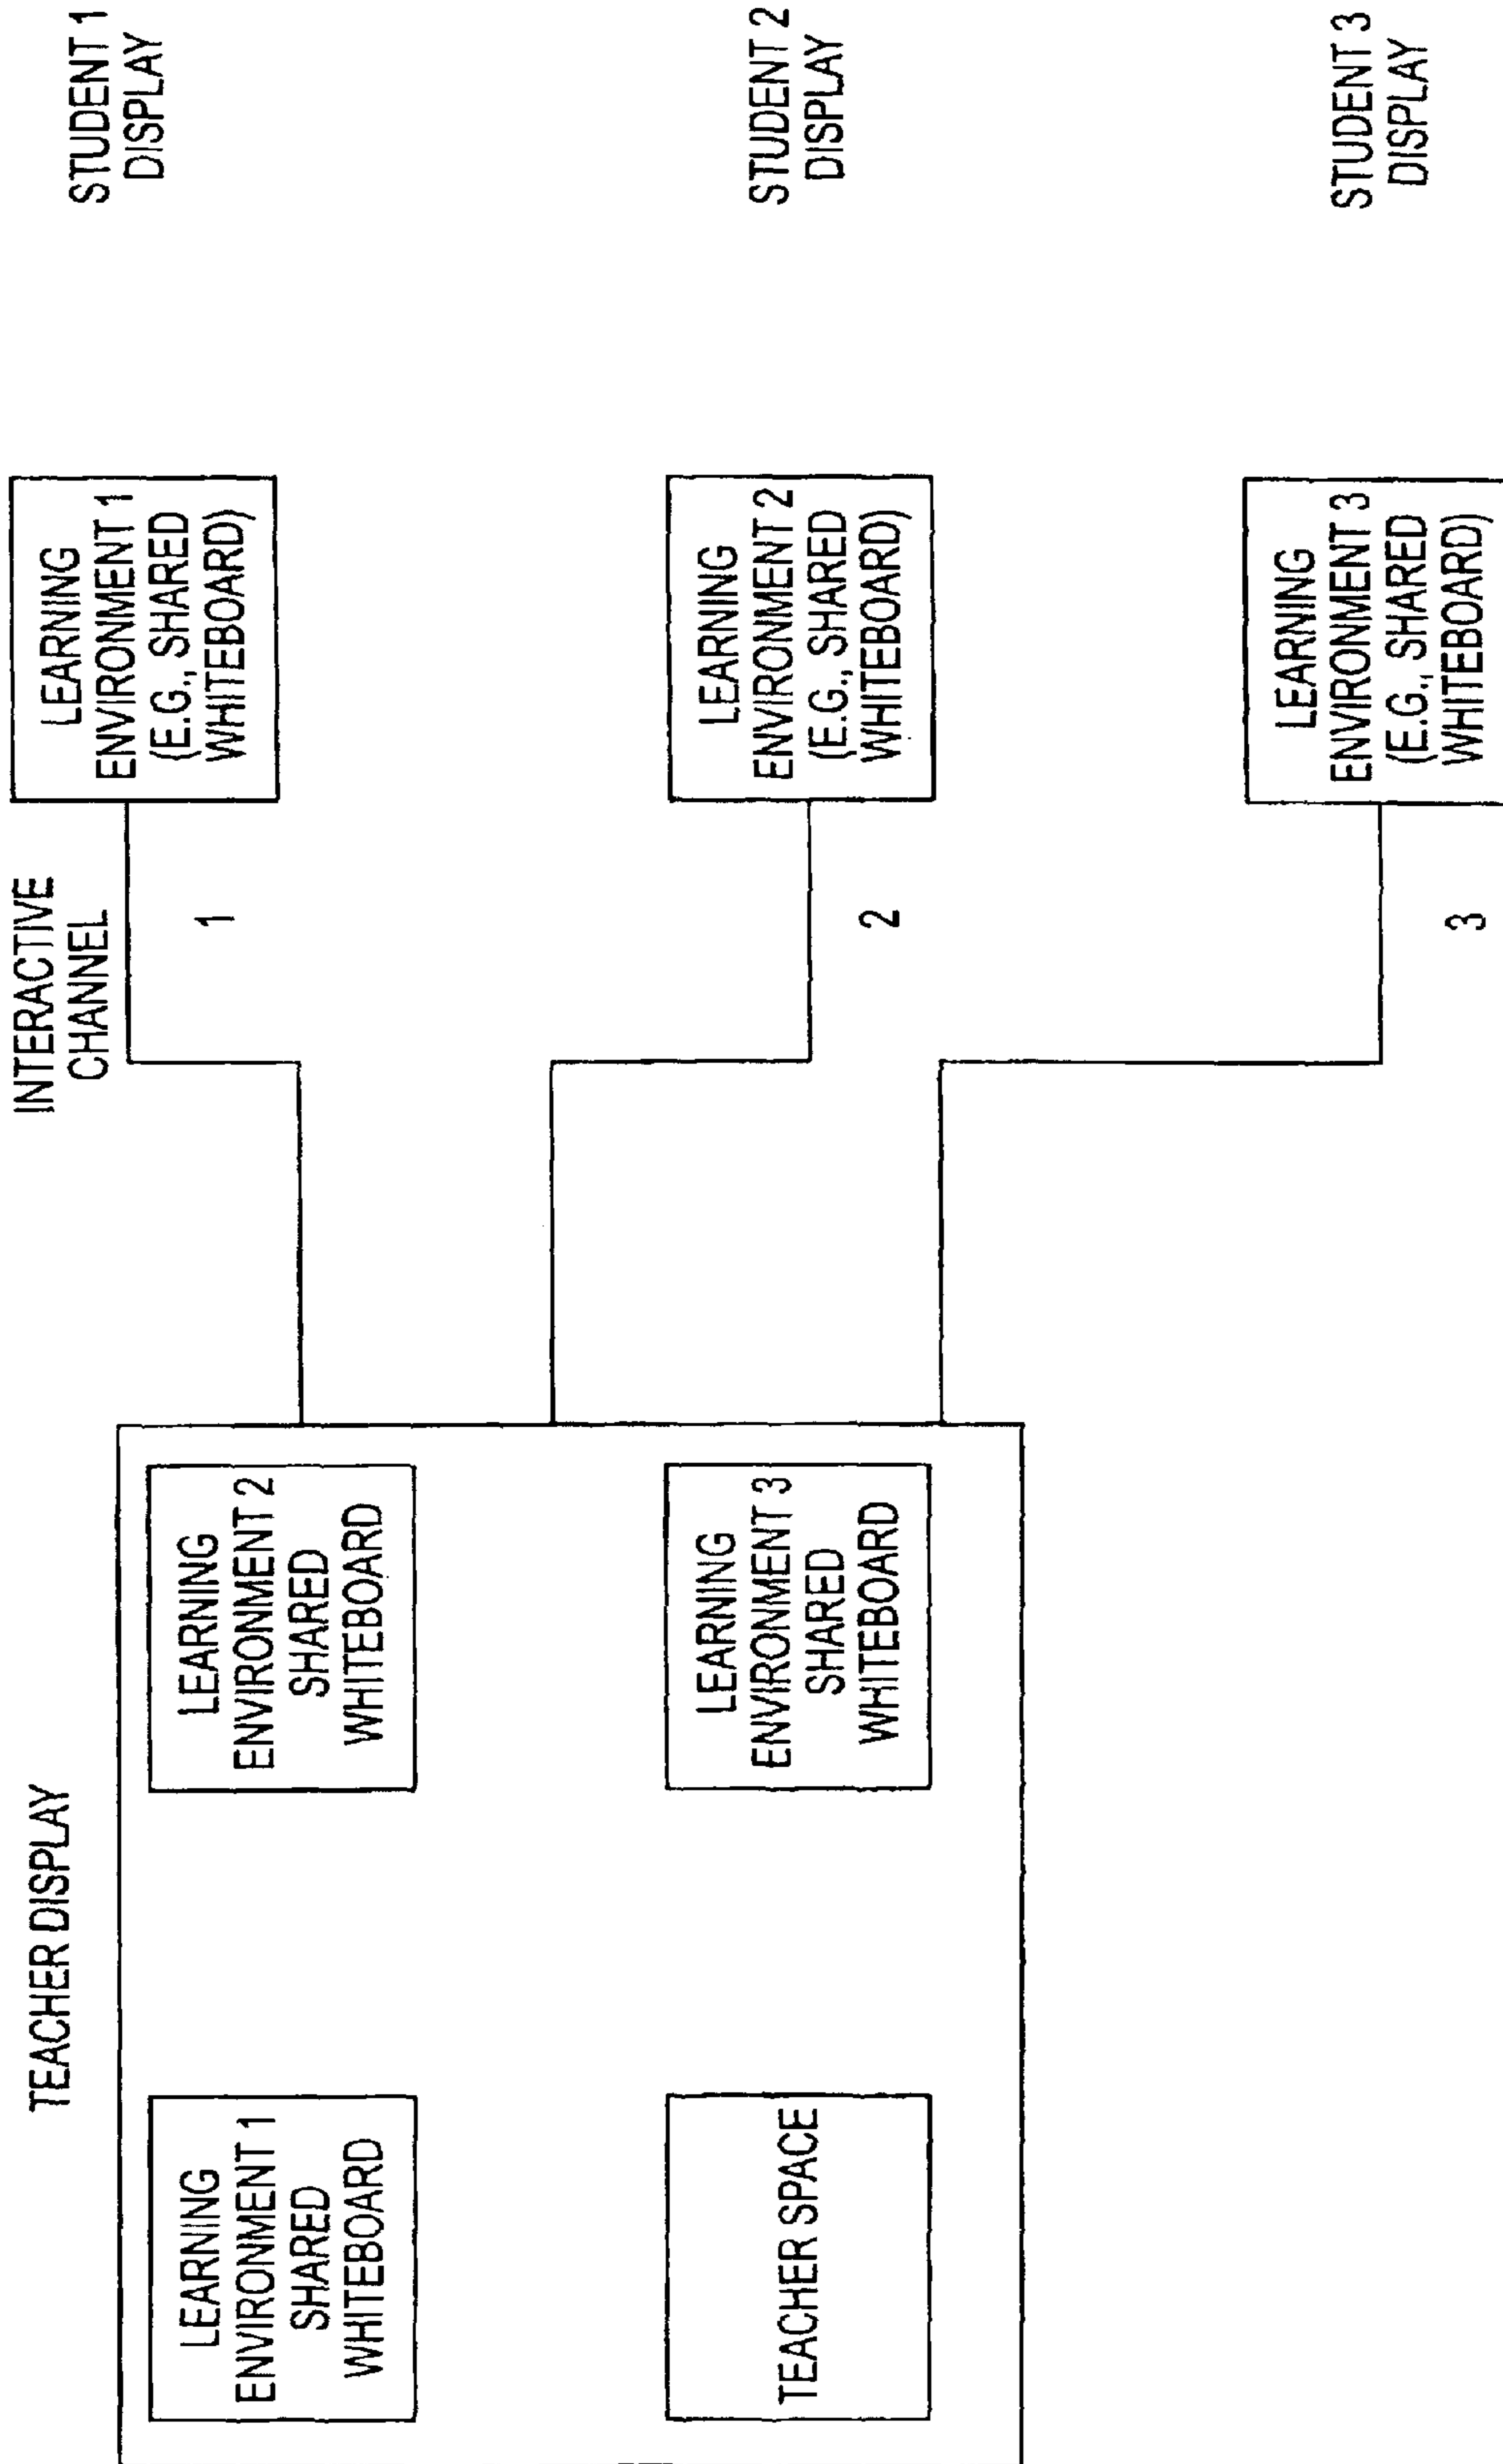 TEACHER DISPLAY
LEARNING
ENVIRONMENT 1
SHARED
WHITEBOARD
LEARNING
ENVIRONMENT 2
SHARED
WHITEBOARD
TEACHER SPACE
LEARNING
ENVIRONMENT 3
SHARED
WHITEBOARD
INTERACTIVE
CHANNEL
1
2
3
LEARNING
ENVIRONMENT 1
(E.G., SHARED
WHITEBOARD)
STUDENT 1
DISPLAY
LEARNING
ENVIRONMENT 2
(E.G., SHARED
WHITEBOARD)
STUDENT 2
DISPLAY
LEARNING
ENVIRONMENT 3
(E.G., SHARED
WHITEBOARD)
STUDENT 3
DISPLAY